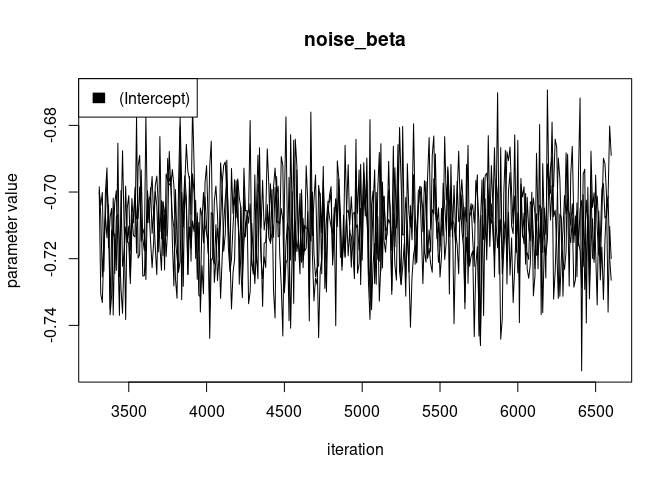 noise_beta
(Intercept)
parameter value
-0.68
-0.70
-0.72
-0.74
3500 4000 4500 5000 5500 6000 6500
iteration